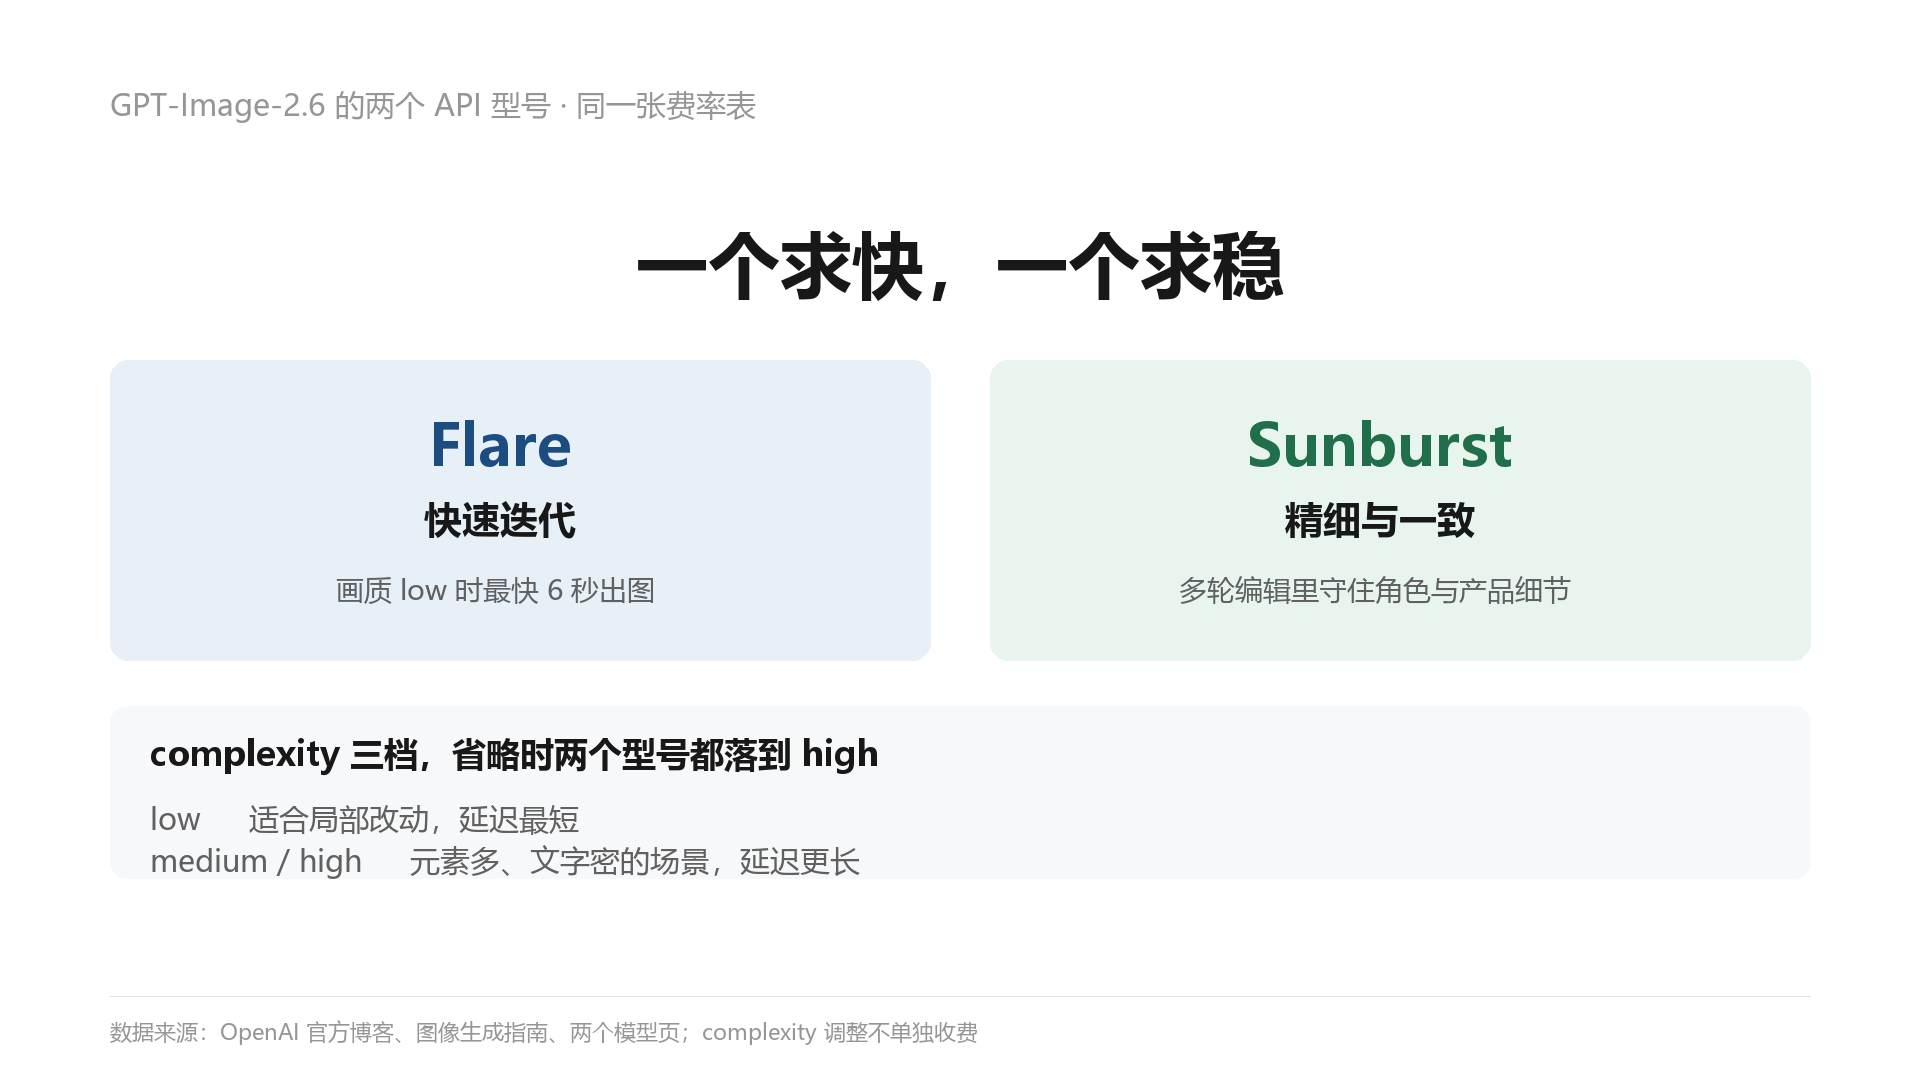 GPT-Image-2.6 的两个 API 型号 · 同一张费率表
一个求快，一个求稳
Flare
快速迭代
画质 low 时最快 6 秒出图
Sunburst
精细与一致
多轮编辑里守住角色与产品细节
complexity 三档，省略时两个型号都落到 high
low 适合局部改动，延迟最短
medium / high 元素多、文字密的场景，延迟更长
数据来源：OpenAI 官方博客、图像生成指南、两个模型页；complexity 调整不单独收费